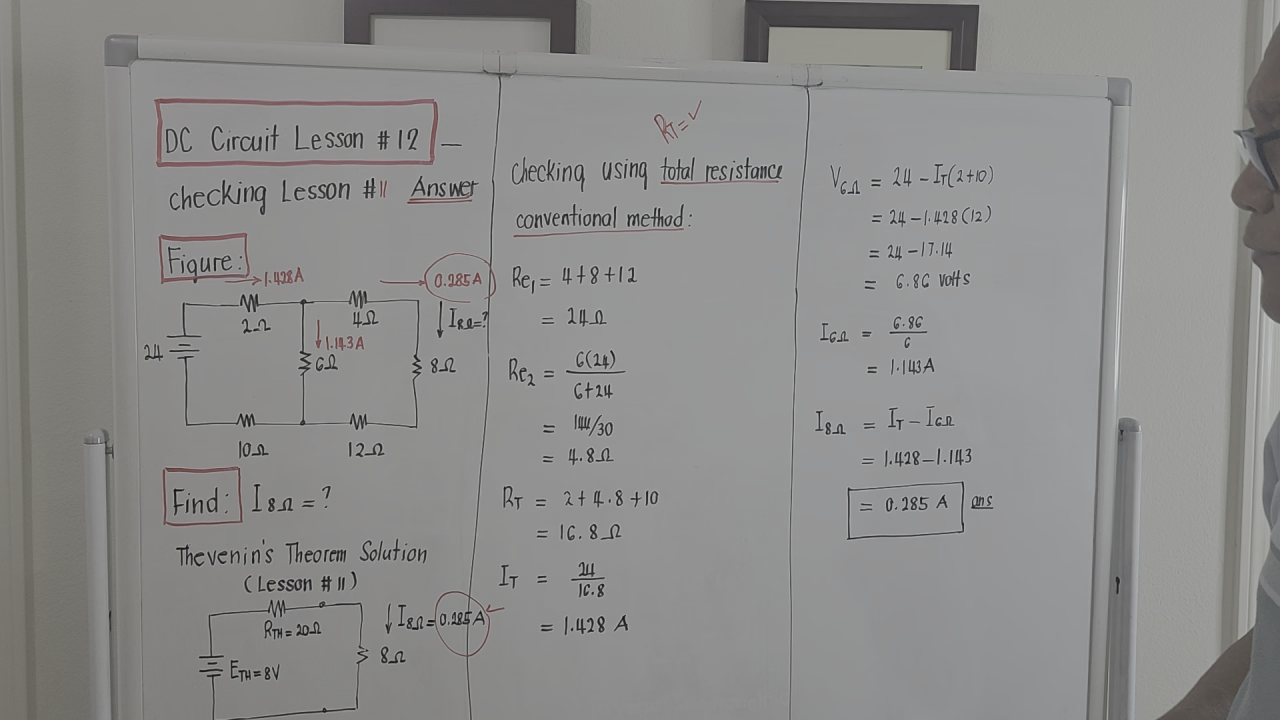 DC Circuit Lesson #12 —
checking Lesson #11 Answer
Figure:
1.428A
0.285A
2Ω
4Ω
I8Ω=?
1.143A
24
6Ω
8Ω
10Ω
12Ω
Find: I8Ω = ?
Thevenin's Theorem Solution
(Lesson #11)
RTH=20Ω
I8Ω=0.285A
8Ω
ETH=8V
RT=✓
checking using total resistance
conventional method:
Re1 = 4+8+12
= 24Ω
Re2 = 6(24)
6+24
= 144/30
= 4.8Ω
RT = 2+4.8+10
= 16.8Ω
IT = 24
16.8
= 1.428 A
V6Ω = 24 - IT(2+10)
= 24-1.428(12)
= 24-17.14
= 6.86 volts
I6Ω = 6.86
6
= 1.143A
I8Ω = IT - I6Ω
= 1.428-1.143
= 0.285 A ans